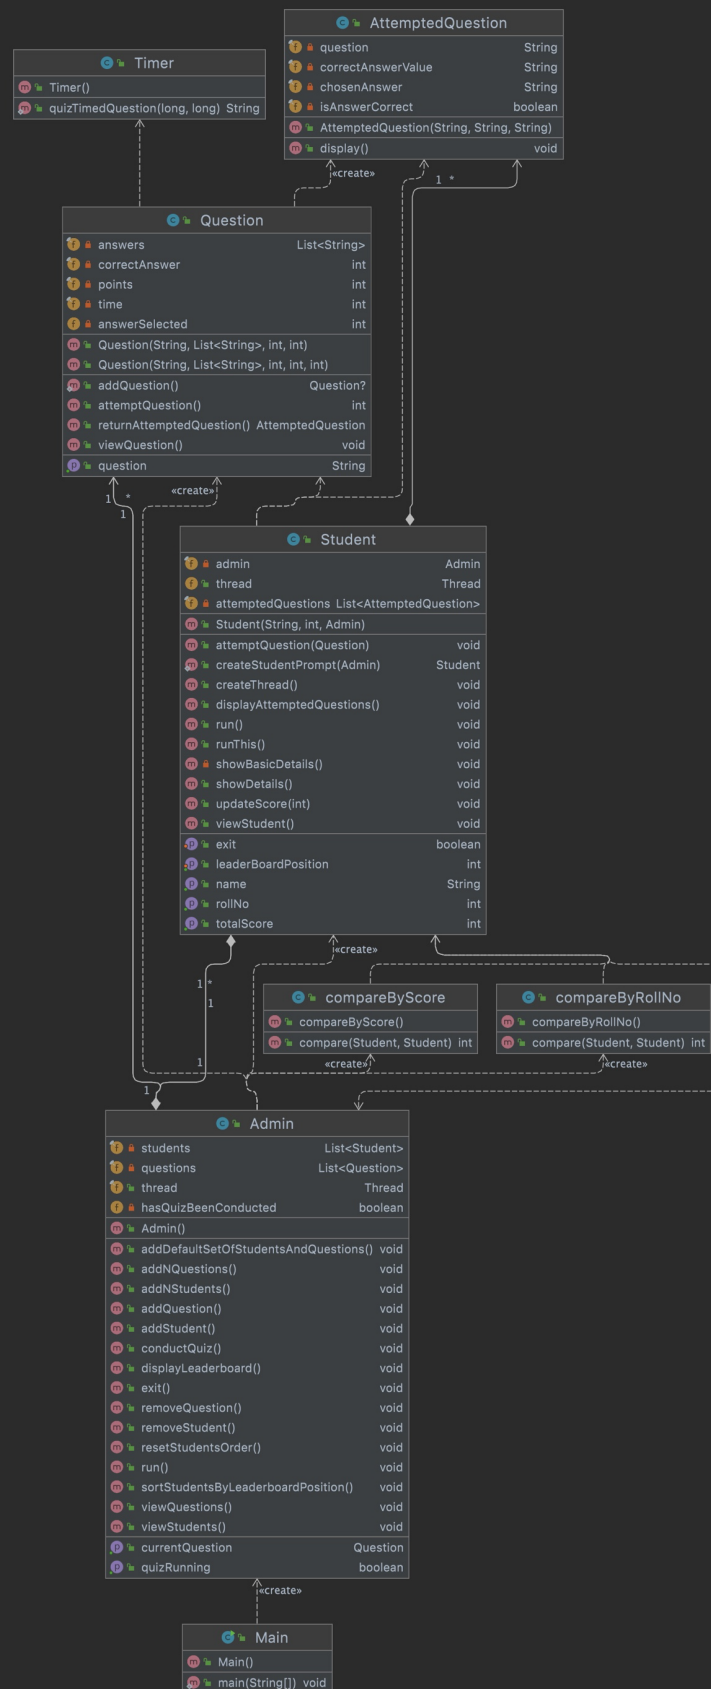 AttemptedQuestion
question String
correctAnswerValue String
chosenAnswer String
isAnswerCorrect boolean
AttemptedQuestion(String, String, String)
display() void
Timer
Timer()
quizTimedQuestion(long, long) String
«create»
1 *
Question
answers List<String>
correctAnswer int
points int
time int
answerSelected int
Question(String, List<String>, int, int)
Question(String, List<String>, int, int, int)
addQuestion() Question?
attemptQuestion() int
returnAttemptedQuestion() AttemptedQuestion
viewQuestion() void
question String
«create»
1 *
1
Student
admin Admin
thread Thread
attemptedQuestions List<AttemptedQuestion>
Student(String, int, Admin)
attemptQuestion(Question) void
createStudentPrompt(Admin) Student
createThread() void
displayAttemptedQuestions() void
run() void
runThis() void
showBasicDetails() void
showDetails() void
updateScore(int) void
viewStudent() void
exit boolean
leaderBoardPosition int
name String
rollNo int
totalScore int
«create»
1 *
1
compareByScore
compareByScore()
compare(Student, Student) int
compareByRollNo
compareByRollNo()
compare(Student, Student) int
1
«create»
«create»
1
Admin
students List<Student>
questions List<Question>
thread Thread
hasQuizBeenConducted boolean
Admin()
addDefaultSetOfStudentsAndQuestions() void
addNQuestions() void
addNStudents() void
addQuestion() void
addStudent() void
conductQuiz() void
displayLeaderboard() void
exit() void
removeQuestion() void
removeStudent() void
resetStudentsOrder() void
run() void
sortStudentsByLeaderboardPosition() void
viewQuestions() void
viewStudents() void
currentQuestion Question
quizRunning boolean
«create»
Main
Main()
main(String[]) void